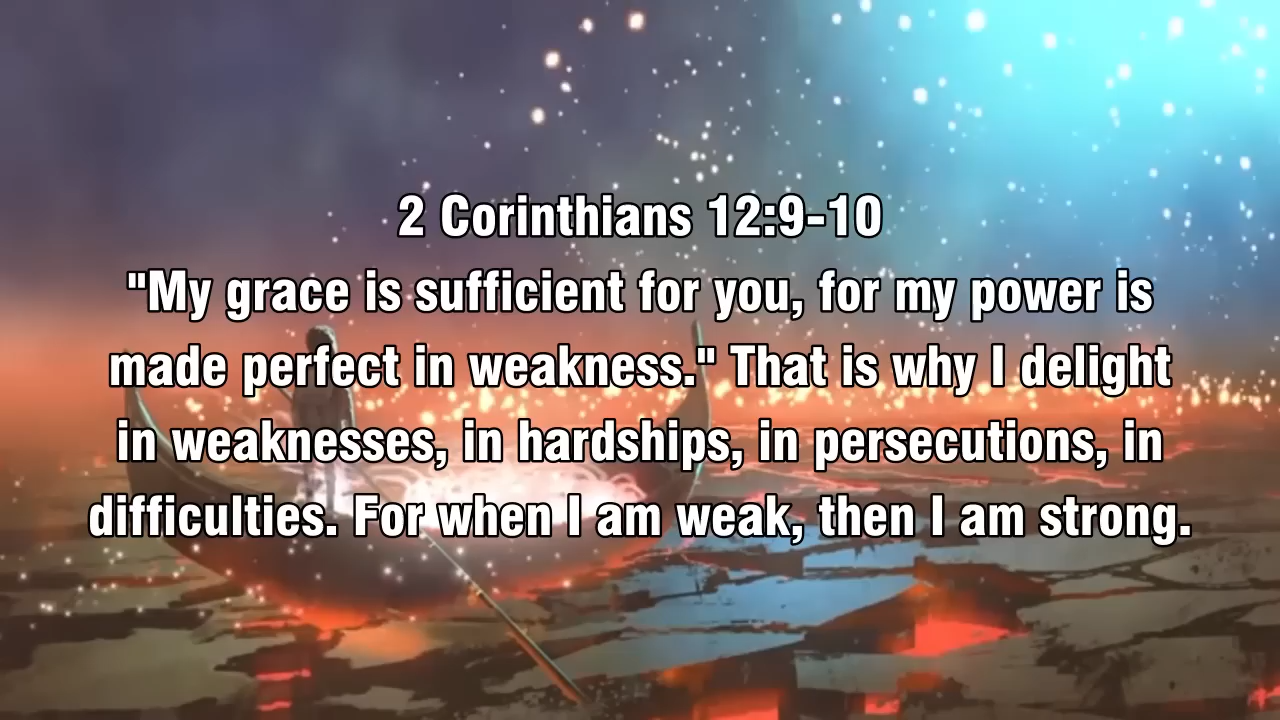 2 Corinthians 12:9-10
"My grace is sufficient for you, for my power is
made perfect in weakness." That is why I delight
in weaknesses, in hardships, in persecutions, in
difficulties. For when I am weak, then I am strong.